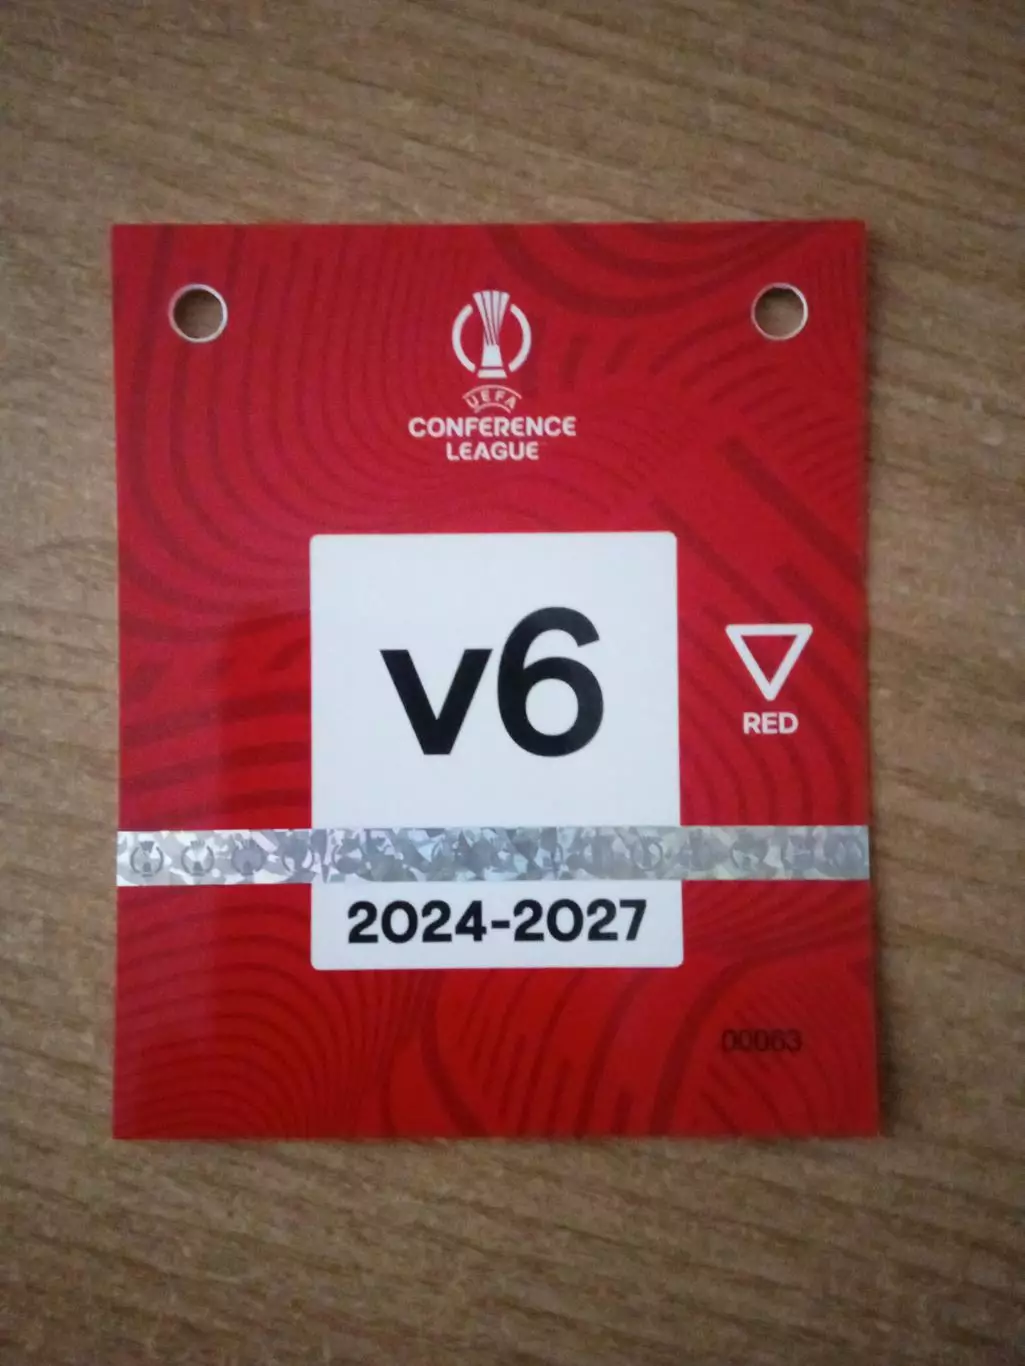 UEFA
CONFERENCE
LEAGUE
v6
RED
2024-2027
00063